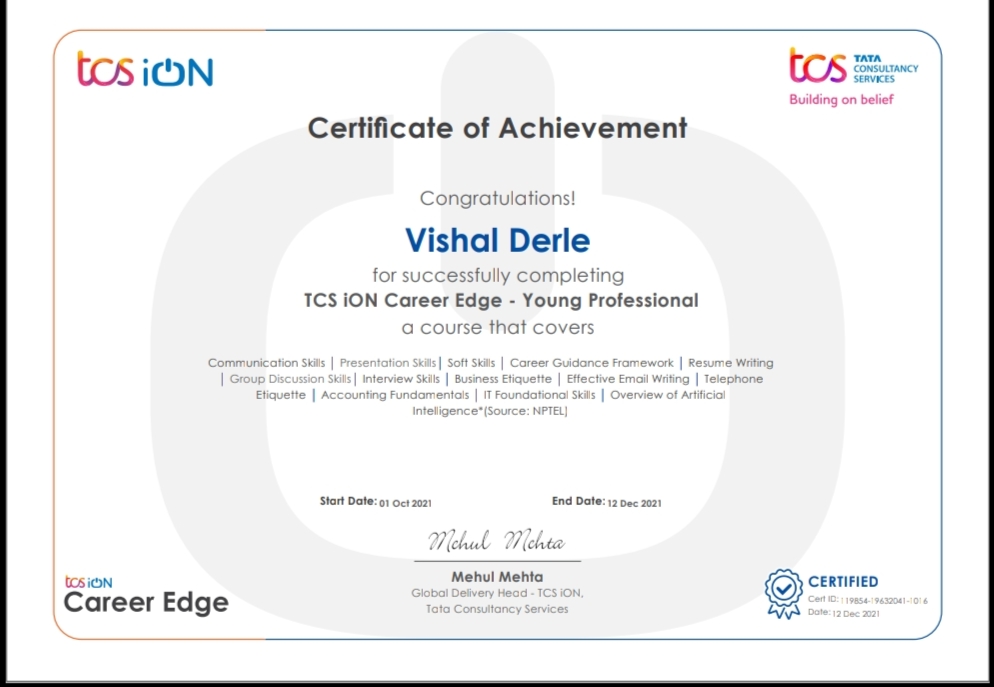 tcs iON
tcs TATA
CONSULTANCY
SERVICES
Building on belief
Certificate of Achievement
Congratulations!
Vishal Derle
for successfully completing
TCS iON Career Edge - Young Professional
a course that covers
Communication Skills | Presentation Skills | Soft Skills | Career Guidance Framework | Resume Writing
| Group Discussion Skills | Interview Skills | Business Etiquette | Effective Email Writing | Telephone
Etiquette | Accounting Fundamentals | IT Foundational Skills | Overview of Artificial
Intelligence*(Source: NPTEL)
Start Date: 01 Oct 2021 End Date: 12 Dec 2021
Mehul Mehta
Mehul Mehta
Global Delivery Head - TCS iON,
Tata Consultancy Services
tcs iON
Career Edge
CERTIFIED
Cert ID: 119854-19632041-1016
Date: 12 Dec 2021